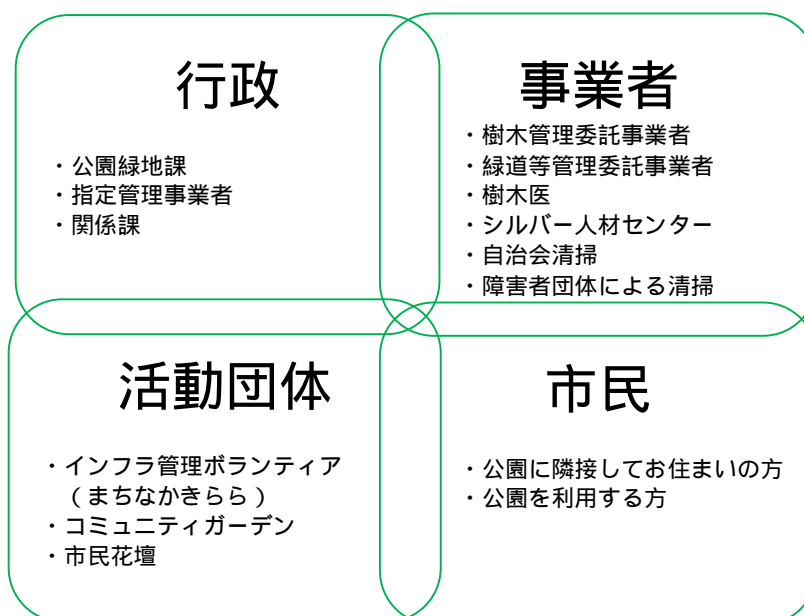 行政
・公園緑地課
・指定管理事業者
・関係課
事業者
・樹木管理委託事業者
・緑道等管理委託事業者
・樹木医
・シルバー人材センター
・自治会清掃
・障害者団体による清掃
活動団体
・インフラ管理ボランティア
（まちなかきらら）
・コミュニティガーデン
・市民花壇
市民
・公園に隣接してお住まいの方
・公園を利用する方